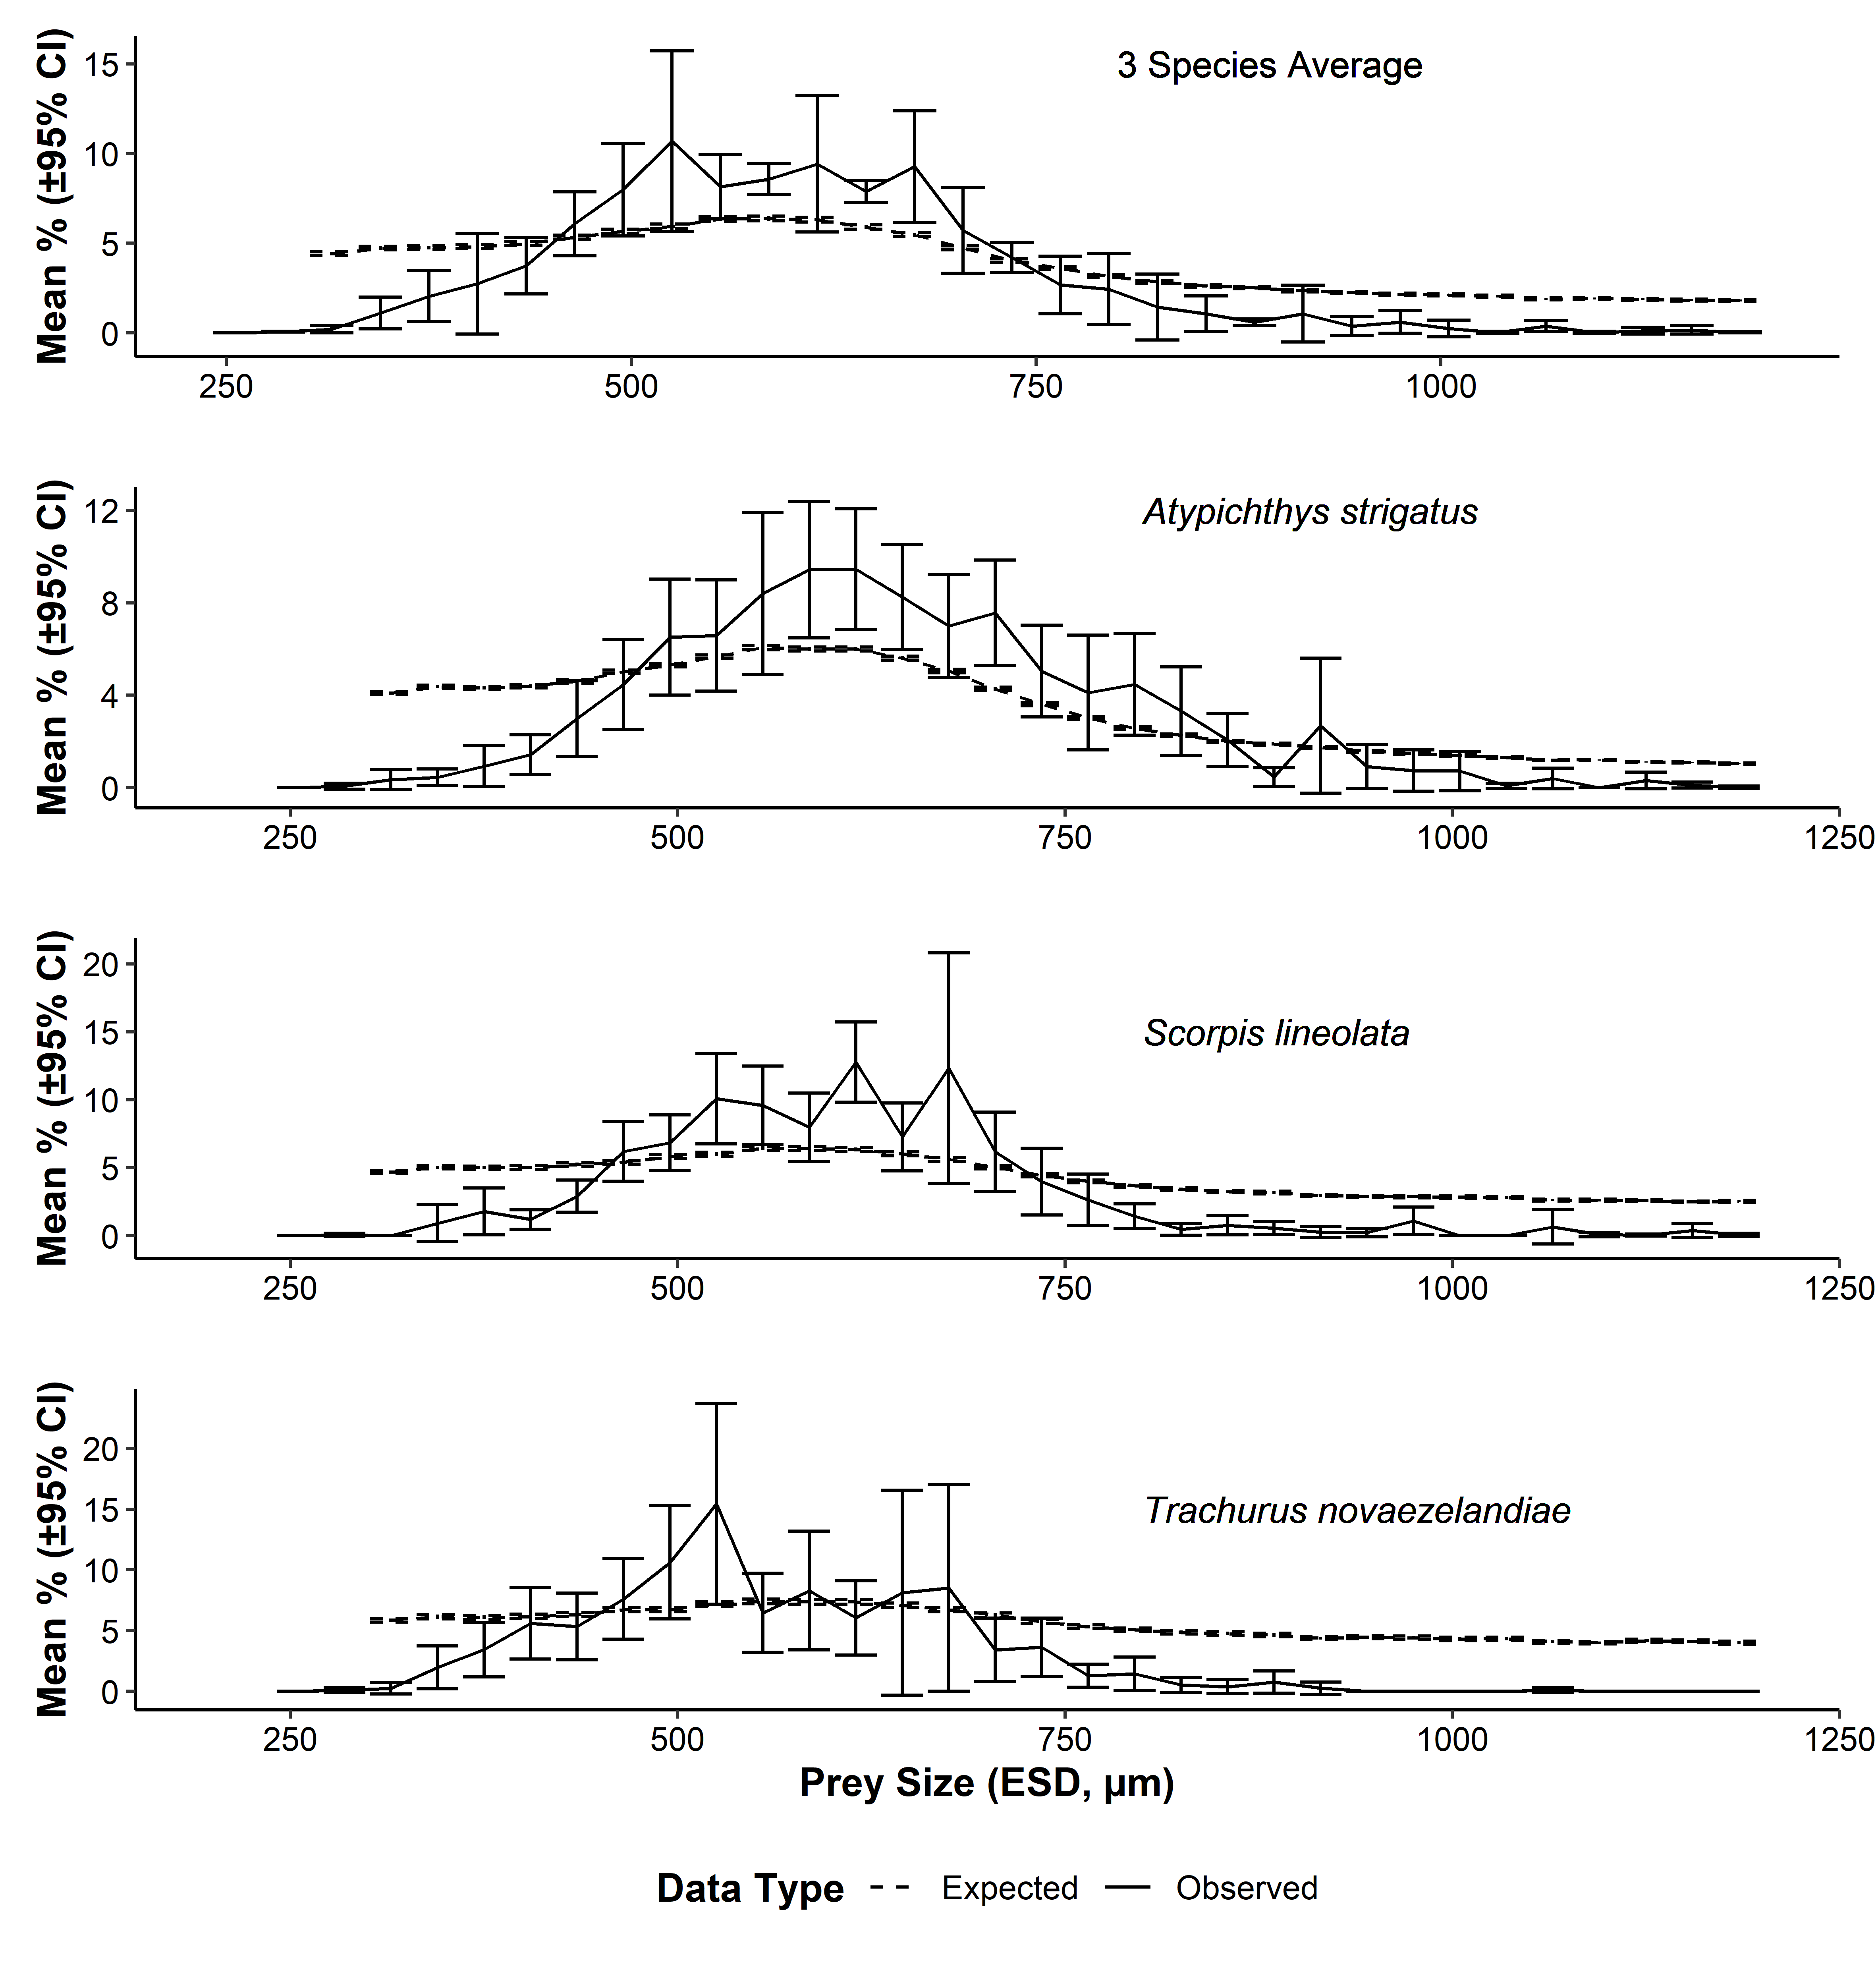 3 Species Average
Mean % (±95% CI)
15
10
5
0
250 500 750 1000
Atypichthys strigatus
Mean % (±95% CI)
12
8
4
0
250 500 750 1000 1250
Scorpis lineolata
Mean % (±95% CI)
20
15
10
5
0
250 500 750 1000 1250
Trachurus novaezelandiae
Mean % (±95% CI)
20
15
10
5
0
250 500 750 1000 1250
Prey Size (ESD, µm)
Data Type Expected Observed